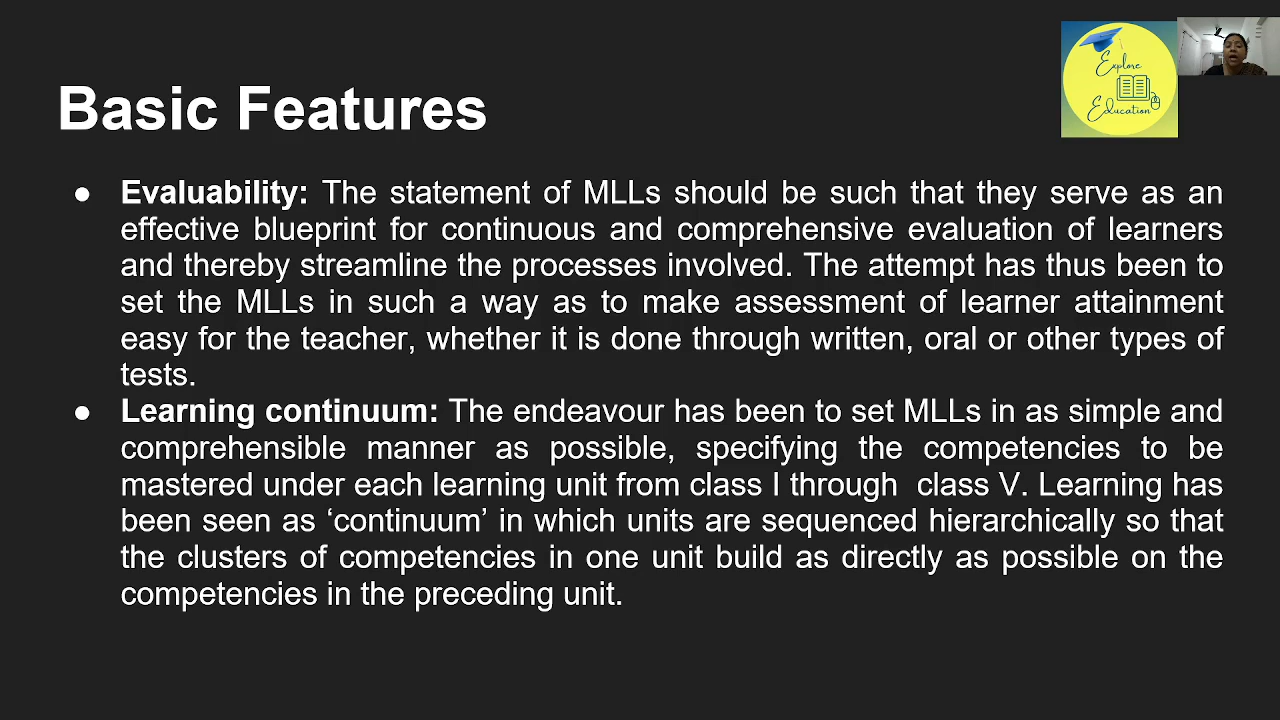 Basic Features
Explore
Education
● Evaluability: The statement of MLLs should be such that they serve as an
effective blueprint for continuous and comprehensive evaluation of learners
and thereby streamline the processes involved. The attempt has thus been to
set the MLLs in such a way as to make assessment of learner attainment
easy for the teacher, whether it is done through written, oral or other types of
tests.
● Learning continuum: The endeavour has been to set MLLs in as simple and
comprehensible manner as possible, specifying the competencies to be
mastered under each learning unit from class I through class V. Learning has
been seen as ‘continuum’ in which units are sequenced hierarchically so that
the clusters of competencies in one unit build as directly as possible on the
competencies in the preceding unit.